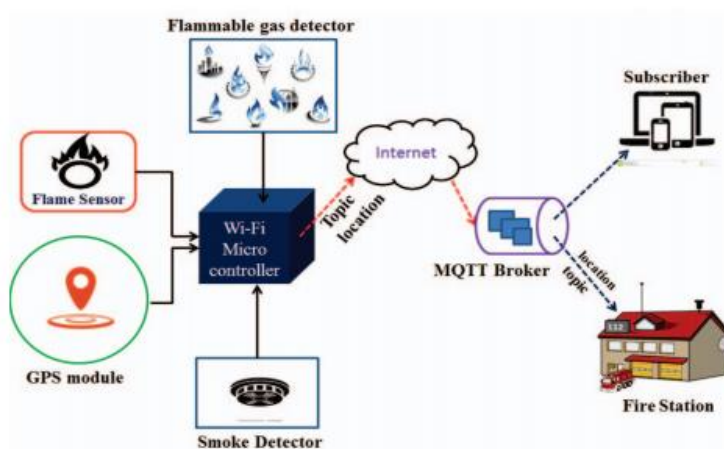 Flammable gas detector
Subscriber
Internet
Flame Sensor
Topic
location
Wi-Fi
Micro
controller
MQTT Broker
location
topic
112
GPS module
Fire Station
Smoke Detector